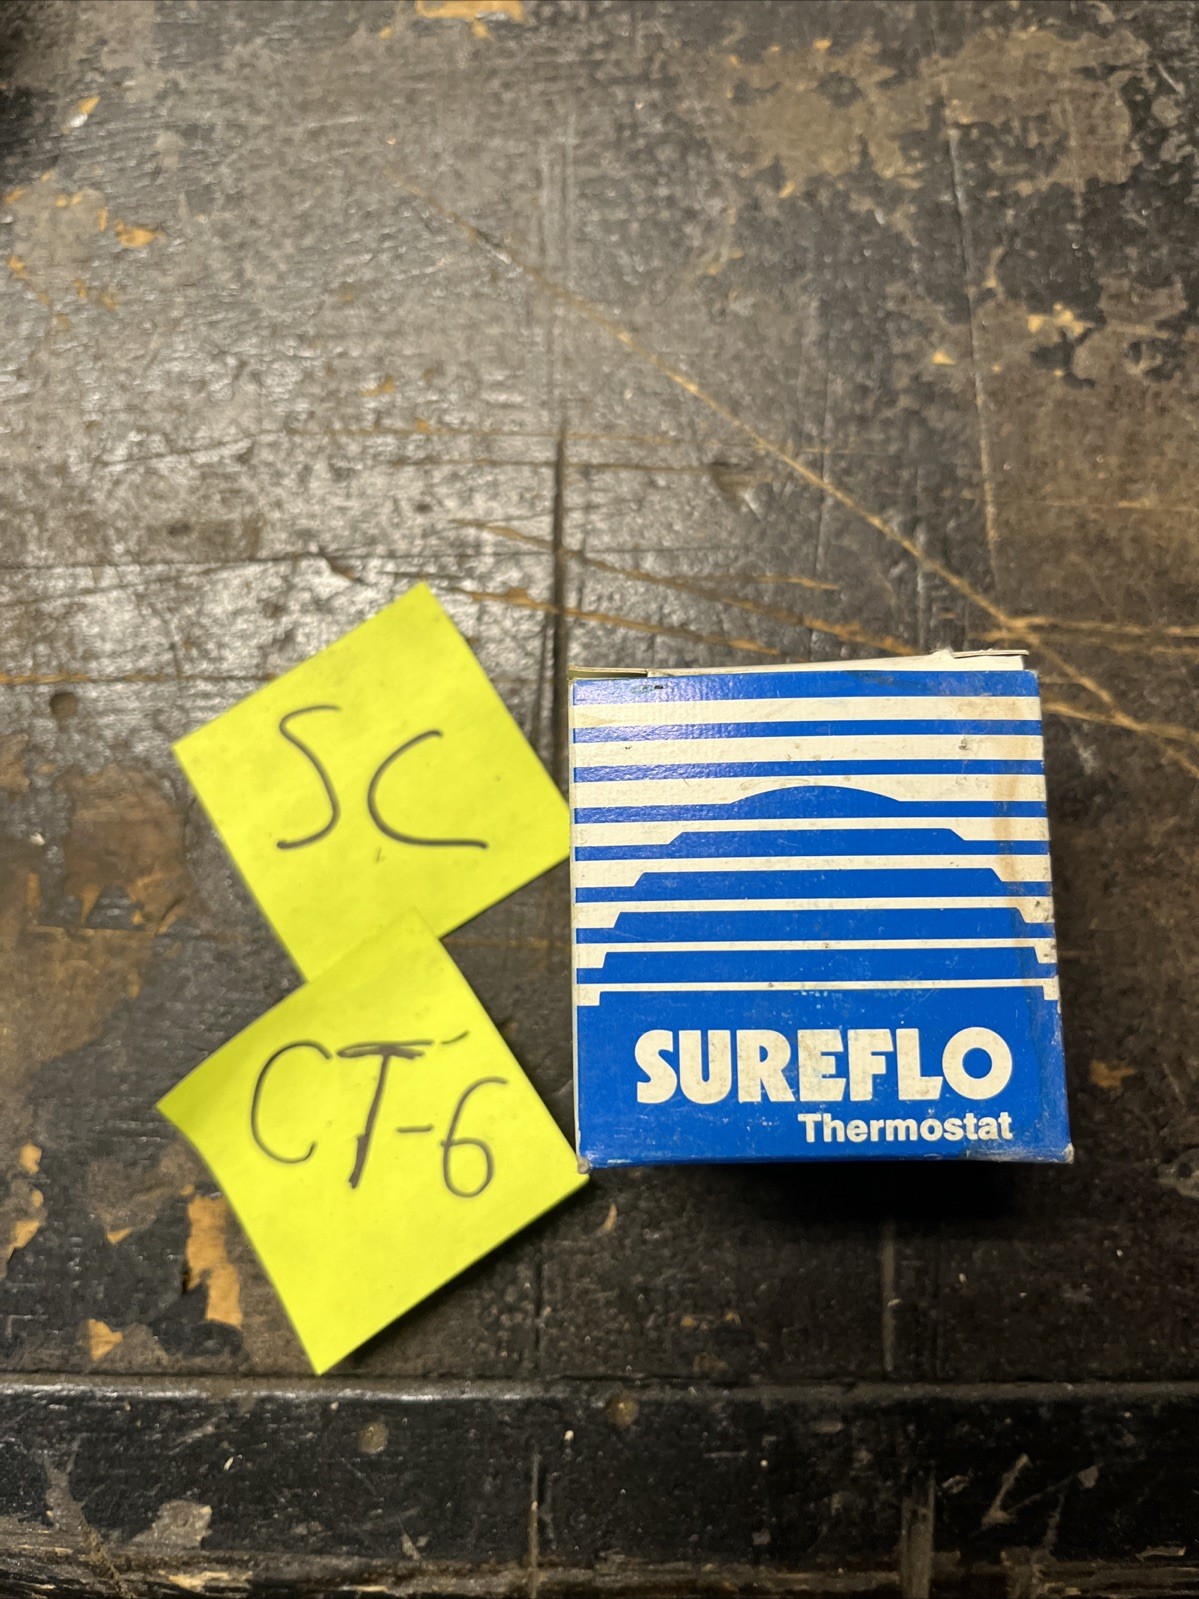 SC
CT-6
SUREFLO
Thermostat